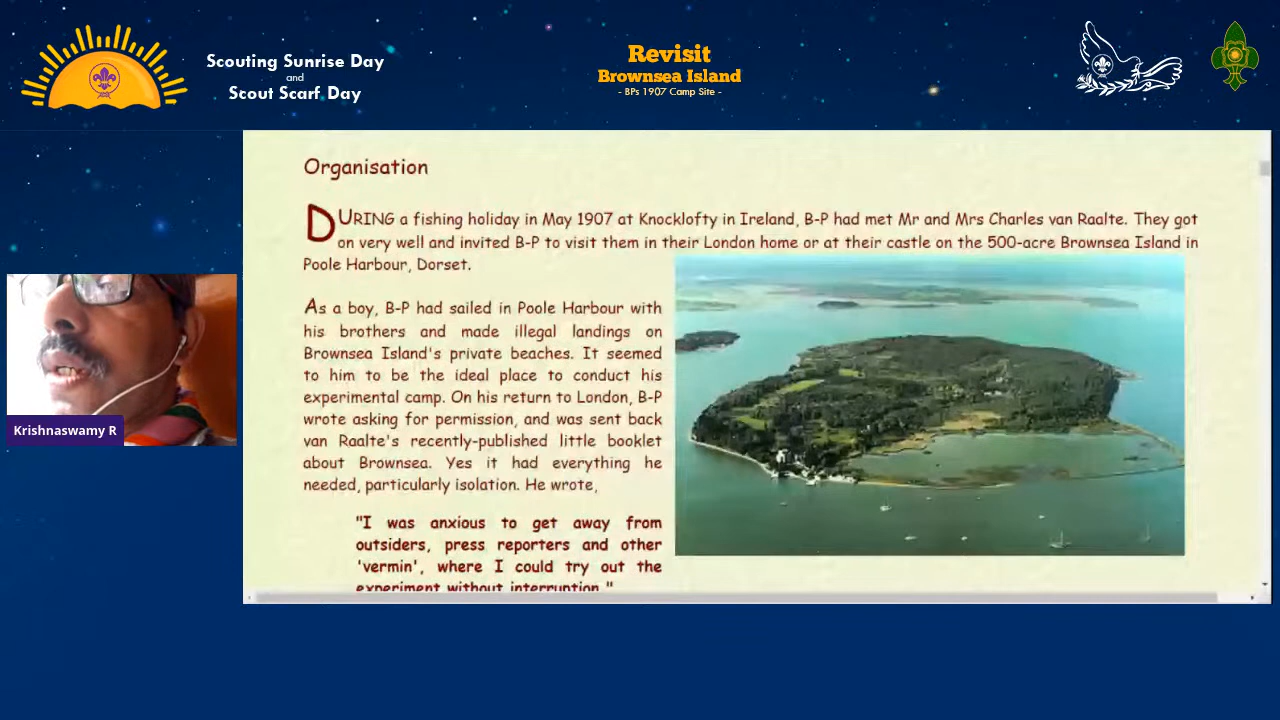 Scouting Sunrise Day
and
Scout Scarf Day
Revisit
Brownsea Island
- BPs 1907 Camp Site -
Organisation
DURING a fishing holiday in May 1907 at Knocklofty in Ireland, B-P had met Mr and Mrs Charles van Raalte. They got
on very well and invited B-P to visit them in their London home or at their castle on the 500-acre Brownsea Island in
Poole Harbour, Dorset.
As a boy, B-P had sailed in Poole Harbour with
his brothers and made illegal landings on
Brownsea Island's private beaches. It seemed
to him to be the ideal place to conduct his
experimental camp. On his return to London, B-P
wrote asking for permission, and was sent back
van Raalte's recently-published little booklet
about Brownsea. Yes it had everything he
needed, particularly isolation. He wrote,
"I was anxious to get away from
outsiders, press reporters and other
'vermin', where I could try out the
experiment without interruption."
Krishnaswamy R